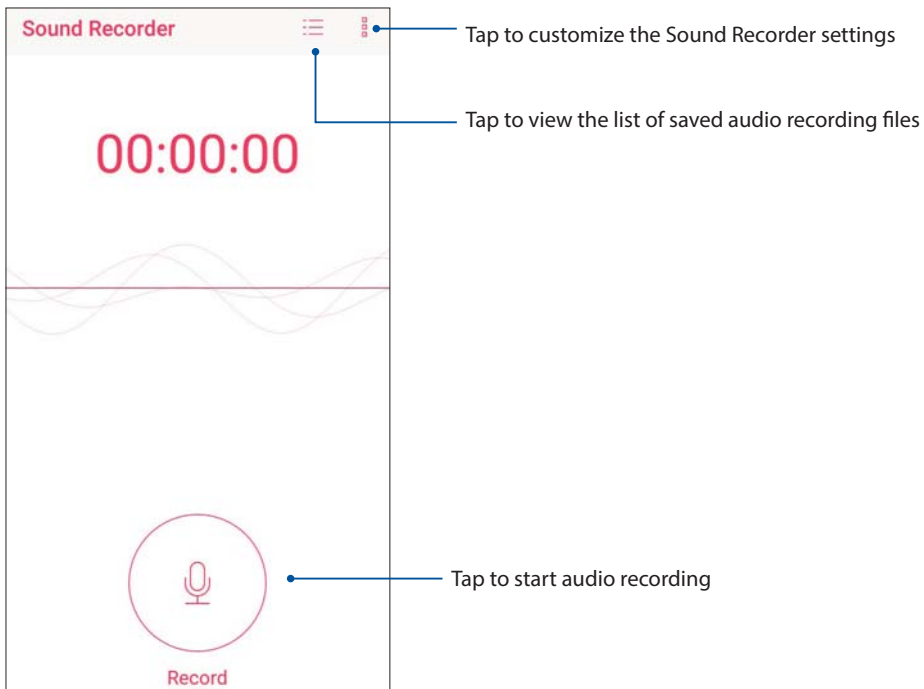 Sound Recorder
Tap to customize the Sound Recorder settings
Tap to view the list of saved audio recording files
00:00:00
Tap to start audio recording
Record